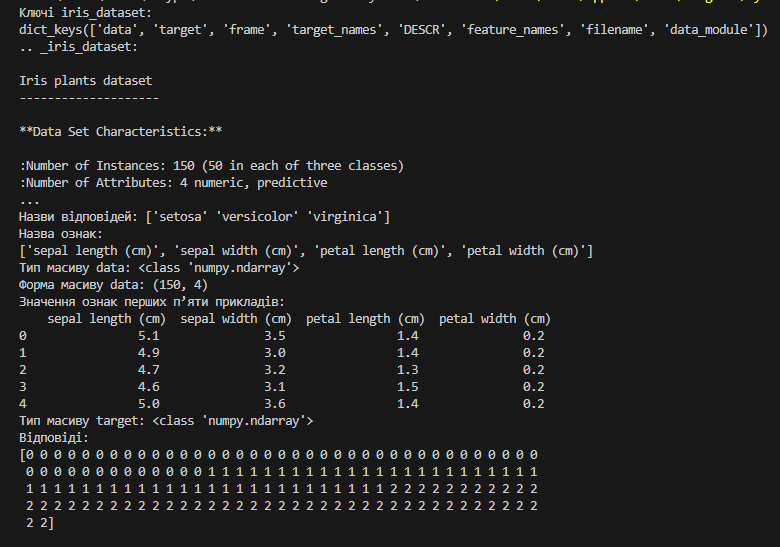 Ключі iris_dataset:
dict_keys(['data', 'target', 'frame', 'target_names', 'DESCR', 'feature_names', 'filename', 'data_module'])
.. _iris_dataset:
Iris plants dataset
--------------------
**Data Set Characteristics:**
:Number of Instances: 150 (50 in each of three classes)
:Number of Attributes: 4 numeric, predictive
...
Назви відповідей: ['setosa' 'versicolor' 'virginica']
Назва ознак:
['sepal length (cm)', 'sepal width (cm)', 'petal length (cm)', 'petal width (cm)']
Тип масиву data: <class 'numpy.ndarray'>
Форма масиву data: (150, 4)
Значення ознак перших п’яти прикладів:
sepal length (cm) sepal width (cm) petal length (cm) petal width (cm)
0 5.1 3.5 1.4 0.2
1 4.9 3.0 1.4 0.2
2 4.7 3.2 1.3 0.2
3 4.6 3.1 1.5 0.2
4 5.0 3.6 1.4 0.2
Тип масиву target: <class 'numpy.ndarray'>
Відповіді:
[0 0 0 0 0 0 0 0 0 0 0 0 0 0 0 0 0 0 0 0 0 0 0 0 0 0 0 0 0 0 0 0 0 0 0 0 0
0 0 0 0 0 0 0 0 0 0 0 0 0 1 1 1 1 1 1 1 1 1 1 1 1 1 1 1 1 1 1 1 1 1 1 1 1
1 1 1 1 1 1 1 1 1 1 1 1 1 1 1 1 1 1 1 1 1 1 1 1 1 1 2 2 2 2 2 2 2 2 2 2 2
2 2 2 2 2 2 2 2 2 2 2 2 2 2 2 2 2 2 2 2 2 2 2 2 2 2 2 2 2 2 2 2 2 2 2 2 2
2 2]